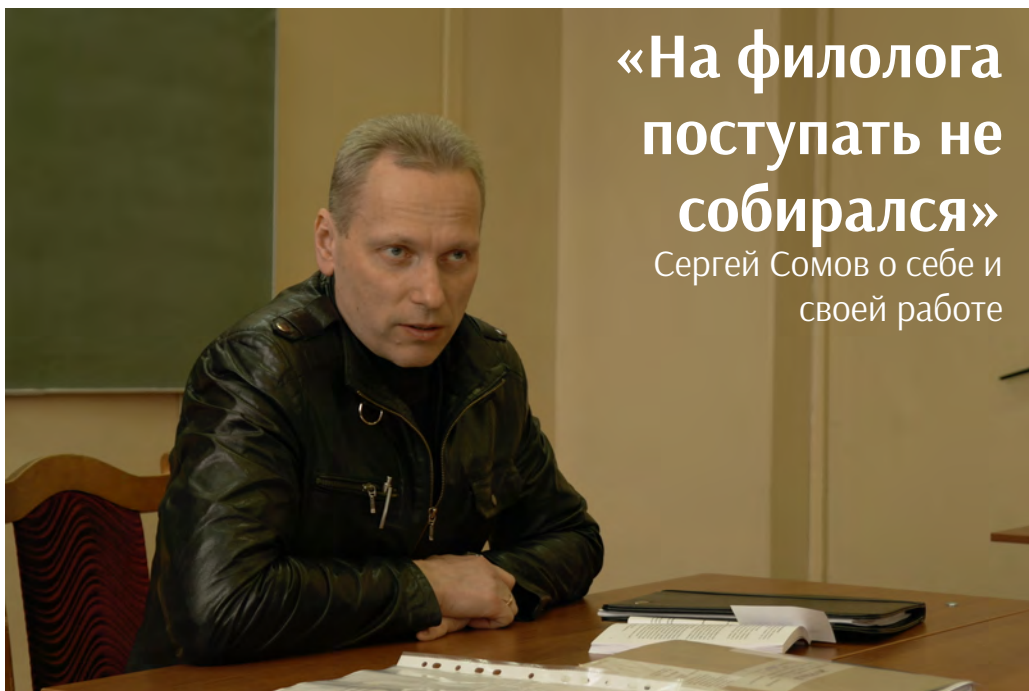 «На филолога
поступать не
собирался»
Сергей Сомов о себе и
своей работе